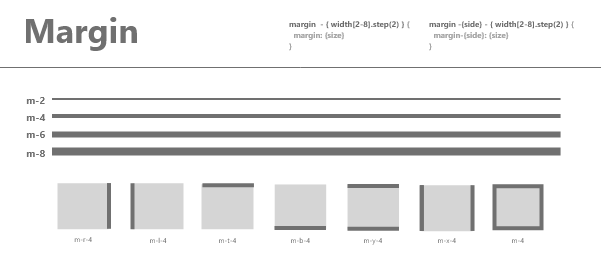 Margin
margin - { width[2-8].step(2) } {
margin: (size)
}
margin -(side) - { width[2-8].step(2) } {
margin-(side): (size)
}
m-2
m-4
m-6
m-8
m-r-4
m-l-4
m-t-4
m-b-4
m-y-4
m-x-4
m-4